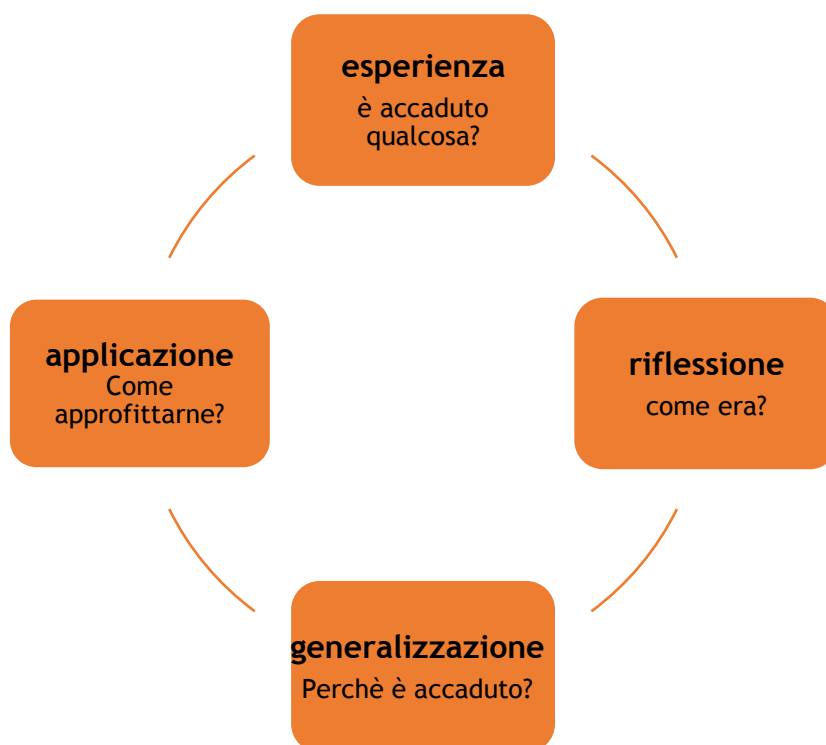 esperienza
è accaduto
qualcosa?
applicazione
Come
approfittarne?
riflessione
come era?
generalizzazione
Perchè è accaduto?